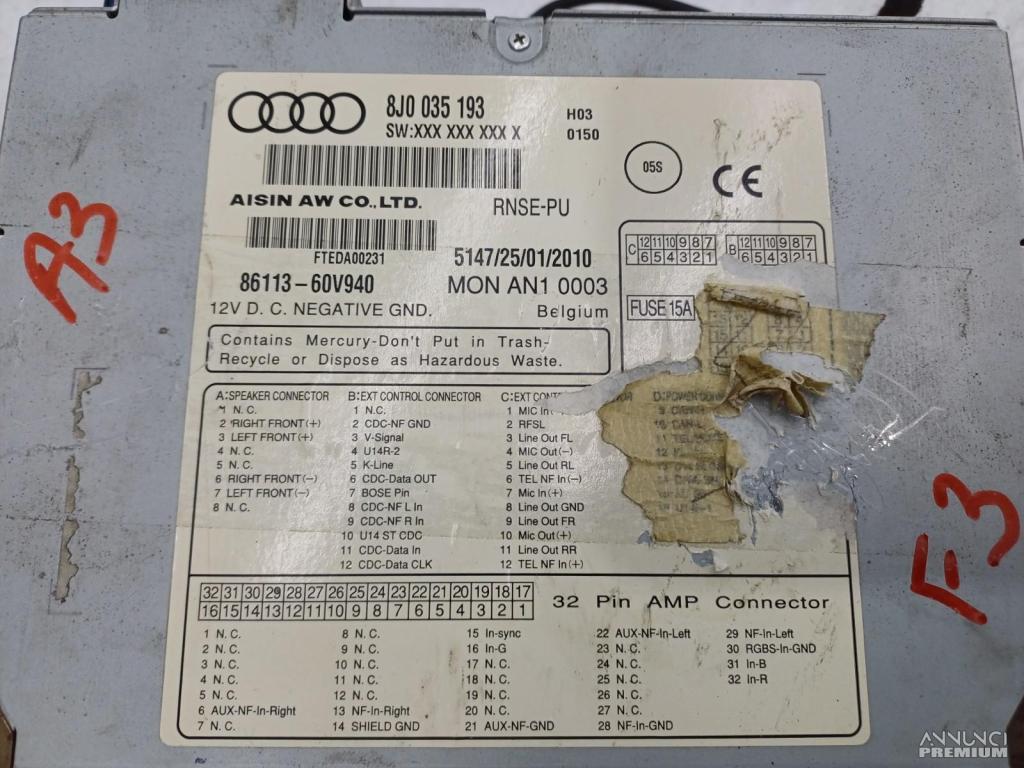 8J0 035 193
SW:XXX XXX XXX X
H03
0150
05S
CE
AISIN AW CO.,LTD.
RNSE-PU
FTEDA00231
5147/25/01/2010
86113-60V940
MON AN1 0003
12V D. C. NEGATIVE GND.
Belgium
C 12 11 10 9 8 7
6 5 4 3 2 1
B 12 11 10 9 8 7
6 5 4 3 2 1
FUSE 15A
Contains Mercury-Don't Put in Trash-
Recycle or Dispose as Hazardous Waste.
A:SPEAKER CONNECTOR
1 N.C.
2 RIGHT FRONT(+)
3 LEFT FRONT(+)
4 N.C.
5 N.C.
6 RIGHT FRONT(-)
7 LEFT FRONT(-)
8 N.C.
B:EXT CONTROL CONNECTOR
1 N.C.
2 CDC-NF GND
3 V-Signal
4 U14R-2
5 K-Line
6 CDC-Data OUT
7 BOSE Pin
8 CDC-NF L In
9 CDC-NF R In
10 U14 ST CDC
11 CDC-Data In
12 CDC-Data CLK
C:EXT
1 MIC In
2 RFSL
3 Line Out FL
4 MIC Out(-)
5 Line Out RL
6 TEL NF In(-)
7 Mic In(+)
8 Line Out GND
9 Line Out FR
10 Mic Out(+)
11 Line Out RR
12 TEL NF In(+)
32 31 30 29 28 27 26 25 24 23 22 21 20 19 18 17
16 15 14 13 12 11 10 9 8 7 6 5 4 3 2 1
32 Pin AMP Connector
1 N.C.
2 N.C.
3 N.C.
4 N.C.
5 N.C.
6 AUX-NF-In-Right
7 N.C.
8 N.C.
9 N.C.
10 N.C.
11 N.C.
12 N.C.
13 NF-In-Right
14 SHIELD GND
15 In-sync
16 In-G
17 N.C.
18 N.C.
19 N.C.
20 N.C.
21 AUX-NF-GND
22 AUX-NF-In-Left
23 N.C.
24 N.C.
25 N.C.
26 N.C.
27 N.C.
28 NF-In-GND
29 NF-In-Left
30 RGBS-In-GND
31 In-B
32 In-R
A3
F3
ANNUNCI
PREMIUM